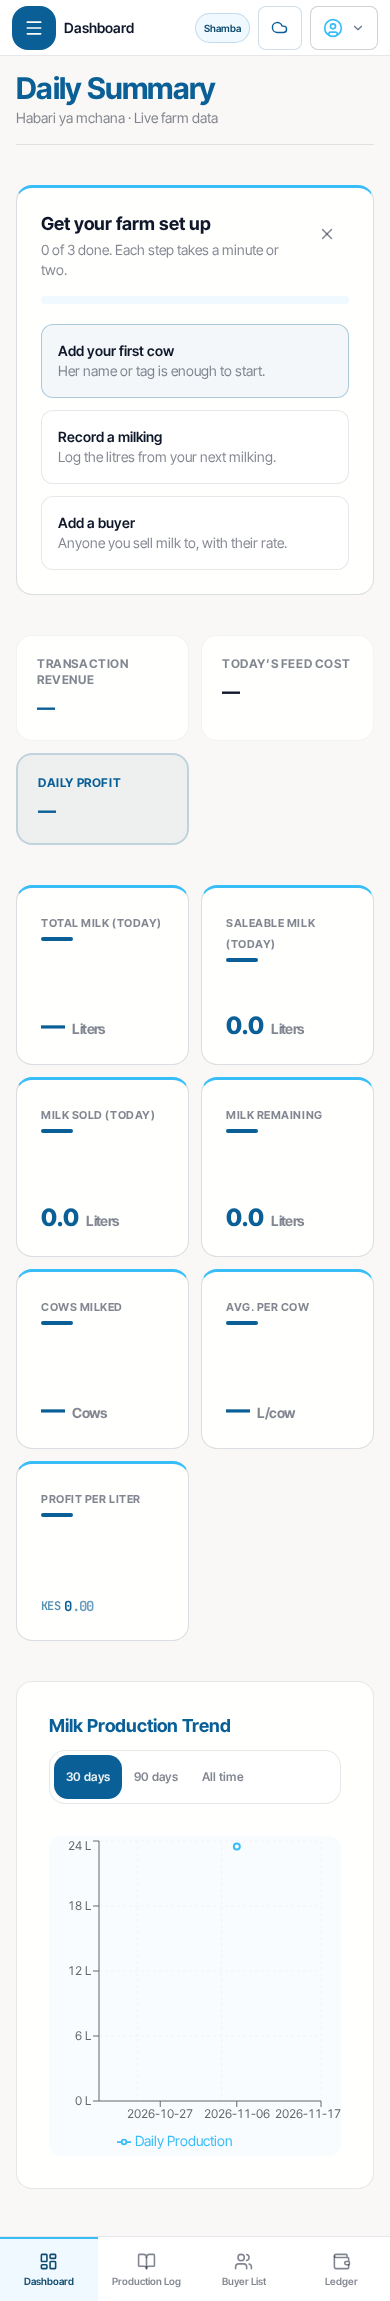 Dashboard
Shamba
Daily Summary
Habari ya mchana · Live farm data
Get your farm set up
0 of 3 done. Each step takes a minute or
two.
Add your first cow
Her name or tag is enough to start.
Record a milking
Log the litres from your next milking.
Add a buyer
Anyone you sell milk to, with their rate.
TRANSACTION
REVENUE
—
TODAY'S FEED COST
—
DAILY PROFIT
—
TOTAL MILK (TODAY)
— Liters
SALEABLE MILK
(TODAY)
0.0 Liters
MILK SOLD (TODAY)
0.0 Liters
MILK REMAINING
0.0 Liters
COWS MILKED
— Cows
AVG. PER COW
— L/cow
PROFIT PER LITER
KES 0.00
Milk Production Trend
30 days 90 days All time
24 L
18 L
12 L
6 L
0 L
2026-10-27 2026-11-06 2026-11-17
Daily Production
Dashboard Production Log Buyer List Ledger